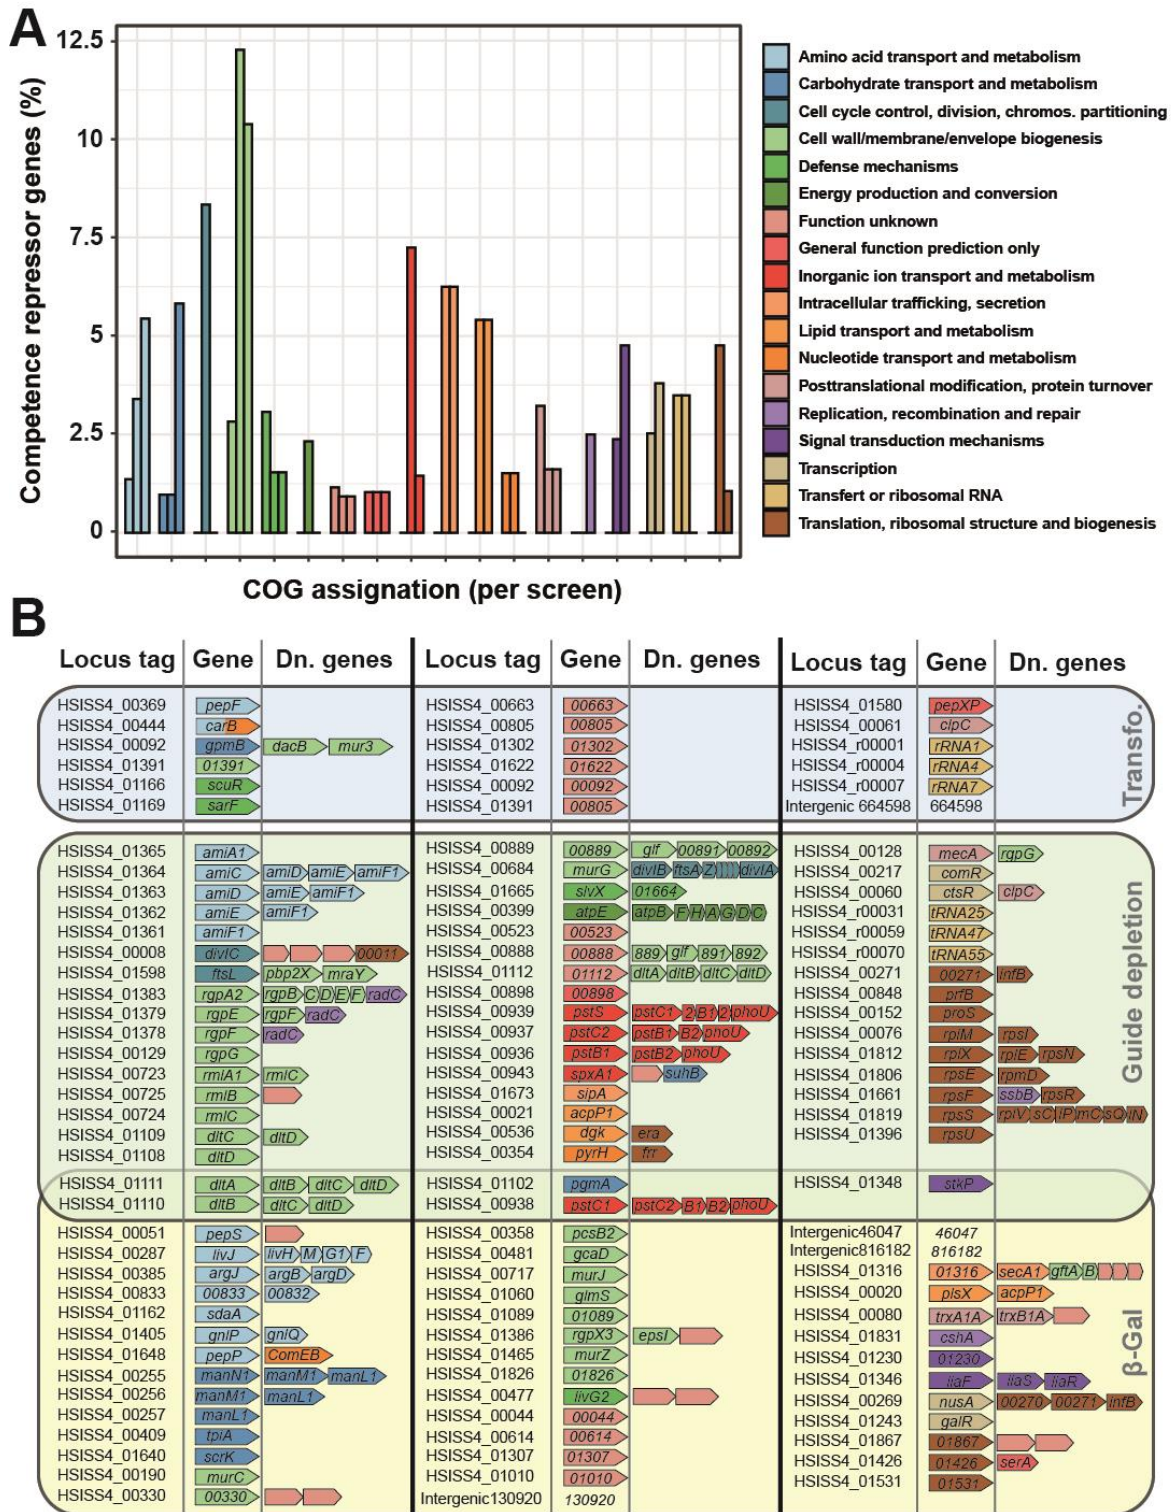 A
Competence repressor genes (%)
12.5
10
7.5
5
2.5
0
COG assignation (per screen)
Amino acid transport and metabolism
Carbohydrate transport and metabolism
Cell cycle control, division, chromos. partitioning
Cell wall/membrane/envelope biogenesis
Defense mechanisms
Energy production and conversion
Function unknown
General function prediction only
Inorganic ion transport and metabolism
Intracellular trafficking, secretion
Lipid transport and metabolism
Nucleotide transport and metabolism
Posttranslational modification, protein turnover
Replication, recombination and repair
Signal transduction mechanisms
Transcription
Transfert or ribosomal RNA
Translation, ribosomal structure and biogenesis
B
Locus tag Gene Dn. genes Locus tag Gene Dn. genes Locus tag Gene Dn. genes
HSISS4_00369 pepF HSISS4_00663 00663 HSISS4_01580 pepXP
HSISS4_00444 carB HSISS4_00805 00805 HSISS4_00061 clpC
HSISS4_00092 gpmB dacB mur3 HSISS4_01302 01302 HSISS4_r00001 rRNA1
HSISS4_01391 01391 HSISS4_01622 01622 HSISS4_r00004 rRNA4
HSISS4_01166 scuR HSISS4_00092 00092 HSISS4_r00007 rRNA7
HSISS4_01169 sarF HSISS4_01391 00805 Intergenic 664598 664598
Transfo.
HSISS4_01365 amiA1 HSISS4_00889 00889 glf 00891 00892 HSISS4_00128 mecA rgpG
HSISS4_01364 amiC amiD amiE amiF1 HSISS4_00684 murG divIB ftsA Z divIA HSISS4_00217 comR
HSISS4_01363 amiD amiE amiF1 HSISS4_01665 slvX 01664 HSISS4_00060 ctsR clpC
HSISS4_01362 amiE amiF1 HSISS4_00399 atpE atpB F H A G D C HSISS4_r00031 tRNA25
HSISS4_01361 amiF1 HSISS4_00523 00523 HSISS4_r00059 tRNA47
HSISS4_00008 divIC 00011 HSISS4_00888 00888 889 glf 891 892 HSISS4_r00070 tRNA55
HSISS4_01598 ftsL pbp2X mraY HSISS4_01112 01112 dltA dltB dltC dltD HSISS4_00271 00271 infB
HSISS4_01383 rgpA2 rgpB C D E F radC HSISS4_00898 00898 HSISS4_00848 prfB
HSISS4_01379 rgpE rgpF radC HSISS4_00939 pstS pstC1 2 B1 2 phoU HSISS4_00152 proS
HSISS4_01378 rgpF radC HSISS4_00937 pstC2 pstB1 B2 phoU HSISS4_00076 rplM rpsI
HSISS4_00129 rgpG HSISS4_00936 pstB1 pstB2 phoU HSISS4_01812 rplX rplE rpsN
HSISS4_00723 rmlA1 rmlC HSISS4_00943 spxA1 suhB HSISS4_01806 rpsE rpmD
HSISS4_00725 rmlB HSISS4_01673 sipA HSISS4_01661 rpsF ssbB rpsR
HSISS4_00724 rmlC HSISS4_00021 acpP1 HSISS4_01819 rpsS rplV sC lP mC sQ lN
HSISS4_01109 dltC dltD HSISS4_00536 dgk era HSISS4_01396 rpsU
HSISS4_01108 dltD HSISS4_00354 pyrH frr
Guide depletion
HSISS4_01111 dltA dltB dltC dltD HSISS4_01102 pgmA HSISS4_01348 stkP
HSISS4_01110 dltB dltC dltD HSISS4_00938 pstC1 pstC2 B1 B2 phoU
HSISS4_00051 pepS HSISS4_00358 pcsB2 Intergenic46047 46047
HSISS4_00287 livJ livH M G1 F HSISS4_00481 gcaD Intergenic816182 816182
HSISS4_00385 argJ argB argD HSISS4_00717 murJ HSISS4_01316 01316 secA1 gftA B
HSISS4_00833 00833 00832 HSISS4_01060 glmS HSISS4_00020 plsX acpP1
HSISS4_01162 sdaA HSISS4_01089 01089 HSISS4_00080 trxA1A trxB1A
HSISS4_01405 gnlP gnlQ HSISS4_01386 rgpX3 epsI HSISS4_01831 cshA
HSISS4_01648 pepP ComEB HSISS4_01465 murZ HSISS4_01230 01230
HSISS4_00255 manN1 manM1 manL1 HSISS4_01826 01826 HSISS4_01346 liaF liaS liaR
HSISS4_00256 manM1 manL1 HSISS4_00477 livG2 HSISS4_00269 nusA 00270 00271 infB
HSISS4_00257 manL1 HSISS4_00044 00044 HSISS4_01243 galR
HSISS4_00409 tpiA HSISS4_00614 00614 HSISS4_01867 01867
HSISS4_01640 scrK HSISS4_01307 01307 HSISS4_01426 01426 serA
HSISS4_00190 murC HSISS4_01010 01010 HSISS4_01531 01531
HSISS4_00330 00330 Intergenic130920 130920
β-Gal